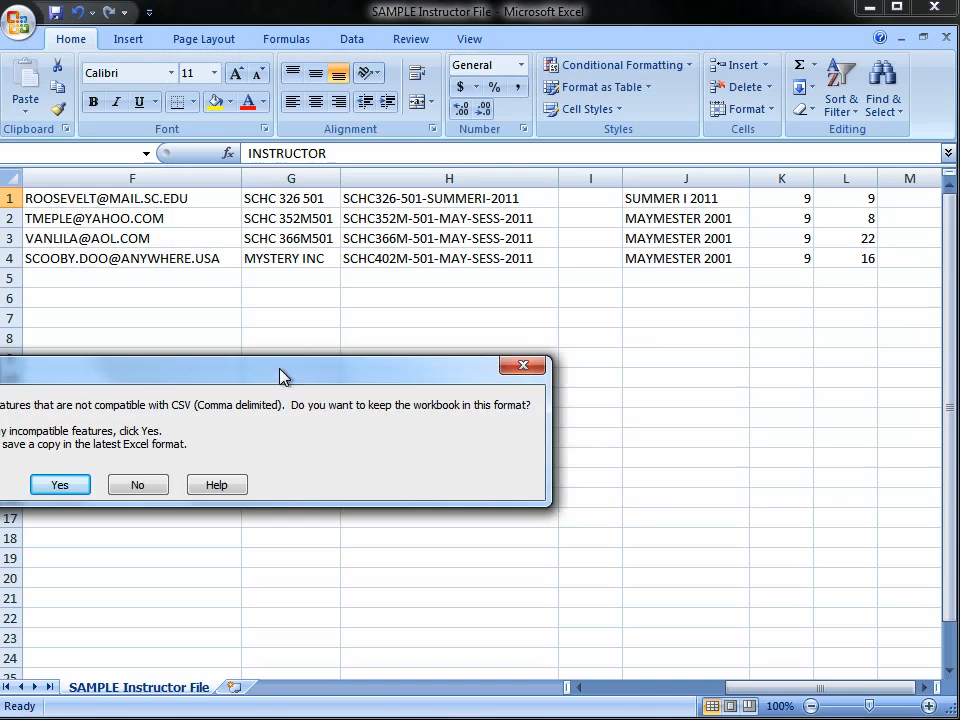 SAMPLE Instructor File - Microsoft Excel
Home Insert Page Layout Formulas Data Review View
Calibri 11 General Conditional Formatting Insert
Paste Format as Table Delete Sort & Filter Find & Select
B I U $ % , Cell Styles Format
Clipboard Font Alignment Number Styles Cells Editing
fx INSTRUCTOR
F G H I J K L M
1 ROOSEVELT@MAIL.SC.EDU SCHC 326 501 SCHC326-501-SUMMERI-2011 SUMMER I 2011 9 9
2 TMEPLE@YAHOO.COM SCHC 352M501 SCHC352M-501-MAY-SESS-2011 MAYMESTER 2001 9 8
3 VANLILA@AOL.COM SCHC 366M501 SCHC366M-501-MAY-SESS-2011 MAYMESTER 2001 9 22
4 SCOOBY.DOO@ANYWHERE.USA MYSTERY INC SCHC402M-501-MAY-SESS-2011 MAYMESTER 2001 9 16
5
6
7
8
atures that are not compatible with CSV (Comma delimited). Do you want to keep the workbook in this format?
y incompatible features, click Yes.
save a copy in the latest Excel format.
Yes No Help
17
18
19
20
21
22
23
24
25
SAMPLE Instructor File
Ready 100%